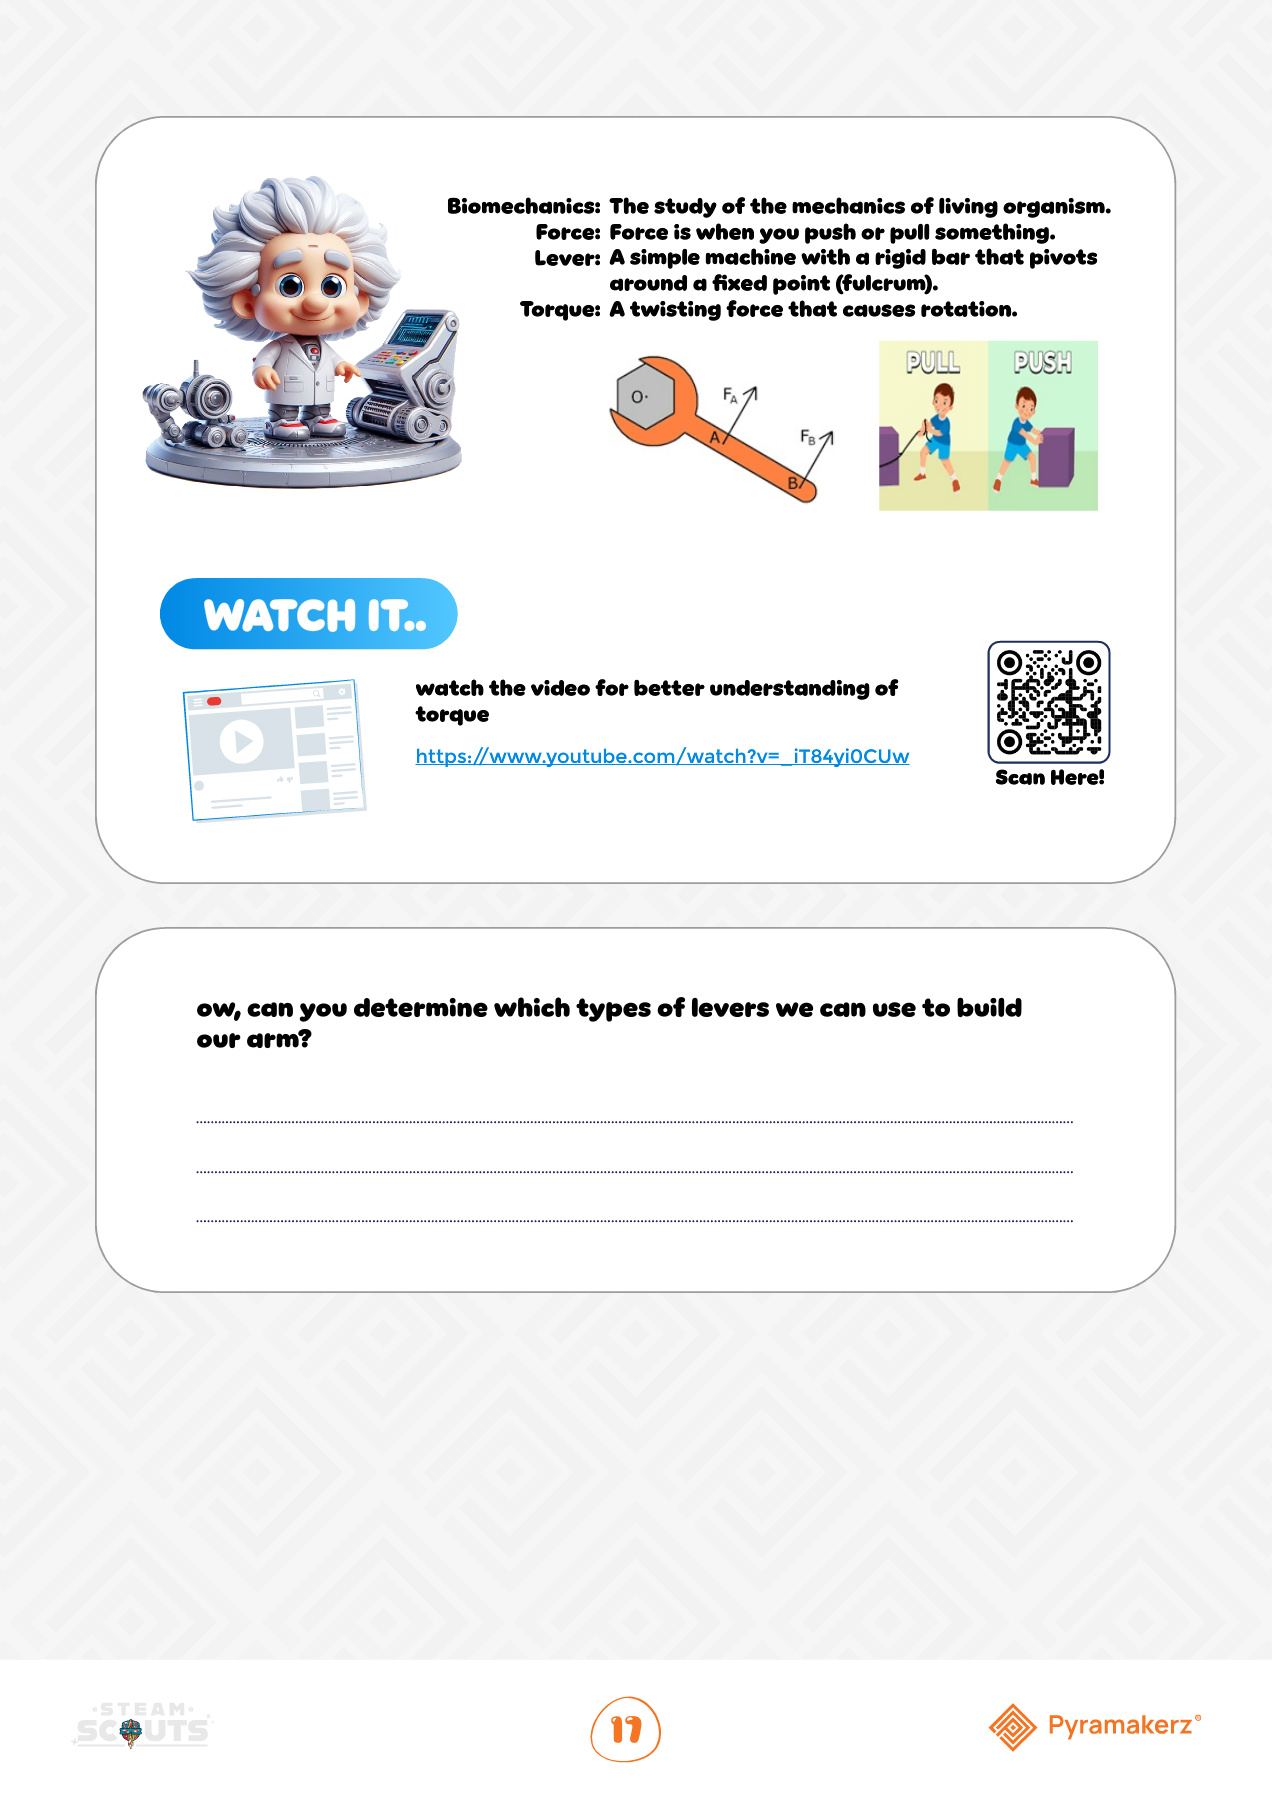 Biomechanics: The study of the mechanics of living organism.
Force: Force is when you push or pull something.
Lever: A simple machine with a rigid bar that pivots
around a fixed point (fulcrum).
Torque: A twisting force that causes rotation.
O·
A
FA
B
FB
PULL
PUSH
WATCH IT..
watch the video for better understanding of
torque
https://www.youtube.com/watch?v=_iT84yi0CUw
Scan Here!
ow, can you determine which types of levers we can use to build
our arm?
STEAM
SCOUTS
17
Pyramakerz®